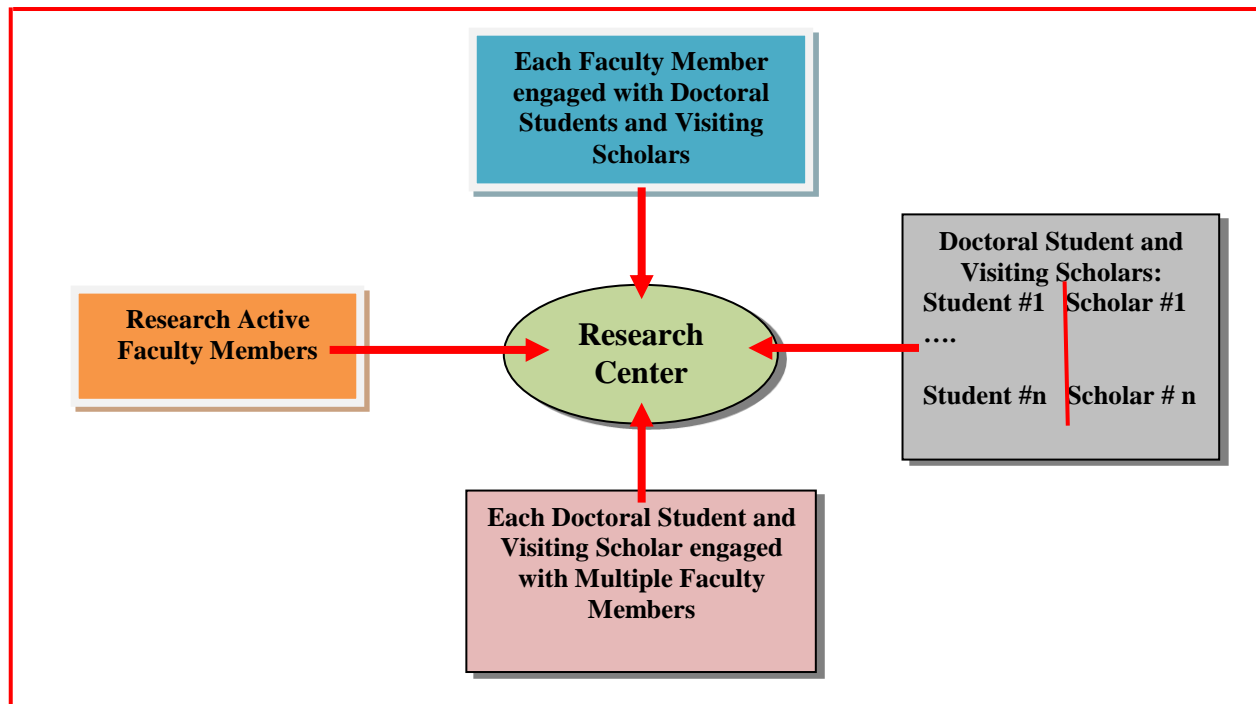 Each Faculty Member
engaged with Doctoral
Students and Visiting
Scholars
Doctoral Student and
Visiting Scholars:
Student #1 Scholar #1
....
Student #n Scholar # n
Research Active
Faculty Members
Research
Center
Each Doctoral Student and
Visiting Scholar engaged
with Multiple Faculty
Members